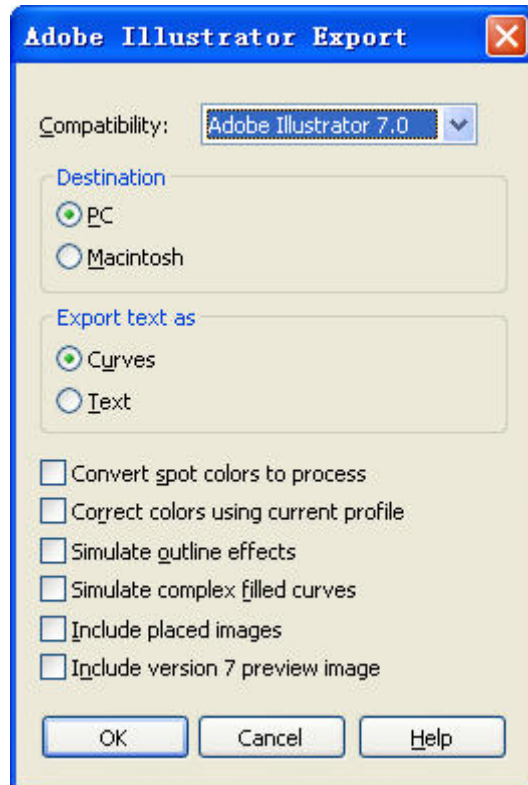 Adobe Illustrator Export
Compatibility: Adobe Illustrator 7.0
Destination
PC
Macintosh
Export text as
Curves
Text
Convert spot colors to process
Correct colors using current profile
Simulate outline effects
Simulate complex filled curves
Include placed images
Include version 7 preview image
OK Cancel Help